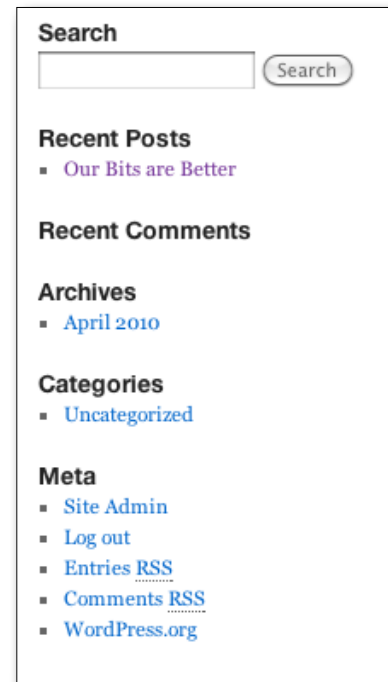 Search
Search
Recent Posts
Our Bits are Better
Recent Comments
Archives
April 2010
Categories
Uncategorized
Meta
Site Admin
Log out
Entries RSS
Comments RSS
WordPress.org